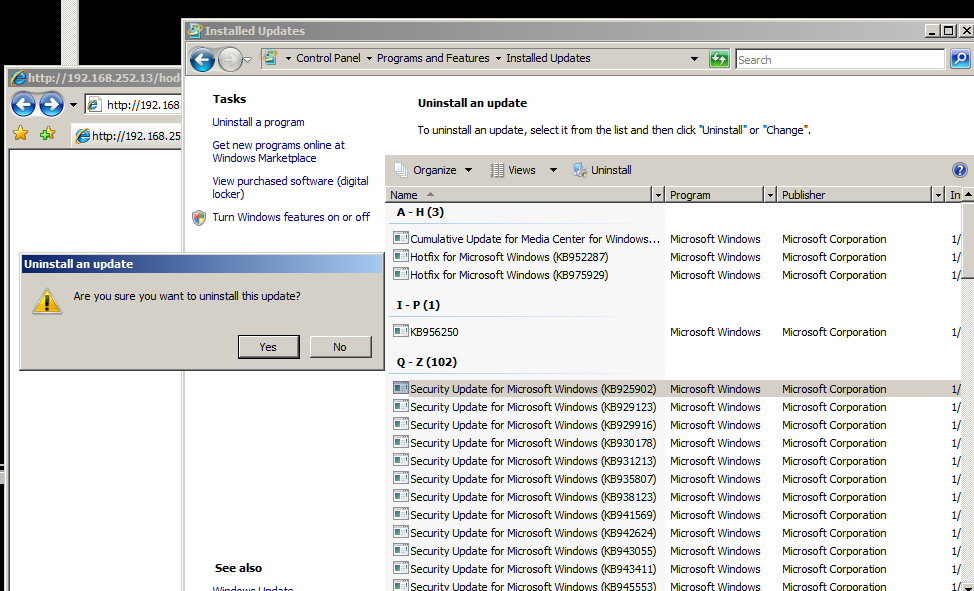 Installed Updates
Control Panel Programs and Features Installed Updates
Search
http://192.168.252.13/hod
http://192.168
http://192.168.25
Tasks
Uninstall a program
Get new programs online at
Windows Marketplace
View purchased software (digital
locker)
Turn Windows features on or off
See also
Windows Update
Uninstall an update
To uninstall an update, select it from the list and then click "Uninstall" or "Change".
Organize Views Uninstall
Name Program Publisher In
A - H (3)
Cumulative Update for Media Center for Windows... Microsoft Windows Microsoft Corporation 1/
Hotfix for Microsoft Windows (KB952287) Microsoft Windows Microsoft Corporation 1/
Hotfix for Microsoft Windows (KB975929) Microsoft Windows Microsoft Corporation 1/
I - P (1)
KB956250 Microsoft Windows Microsoft Corporation 1/
Q - Z (102)
Security Update for Microsoft Windows (KB925902) Microsoft Windows Microsoft Corporation 1/
Security Update for Microsoft Windows (KB929123) Microsoft Windows Microsoft Corporation 1/
Security Update for Microsoft Windows (KB929916) Microsoft Windows Microsoft Corporation 1/
Security Update for Microsoft Windows (KB930178) Microsoft Windows Microsoft Corporation 1/
Security Update for Microsoft Windows (KB931213) Microsoft Windows Microsoft Corporation 1/
Security Update for Microsoft Windows (KB935807) Microsoft Windows Microsoft Corporation 1/
Security Update for Microsoft Windows (KB938123) Microsoft Windows Microsoft Corporation 1/
Security Update for Microsoft Windows (KB941569) Microsoft Windows Microsoft Corporation 1/
Security Update for Microsoft Windows (KB942624) Microsoft Windows Microsoft Corporation 1/
Security Update for Microsoft Windows (KB943055) Microsoft Windows Microsoft Corporation 1/
Security Update for Microsoft Windows (KB943411) Microsoft Windows Microsoft Corporation 1/
Security Update for Microsoft Windows (KB945553) Microsoft Windows Microsoft Corporation 1/
Uninstall an update
Are you sure you want to uninstall this update?
Yes No